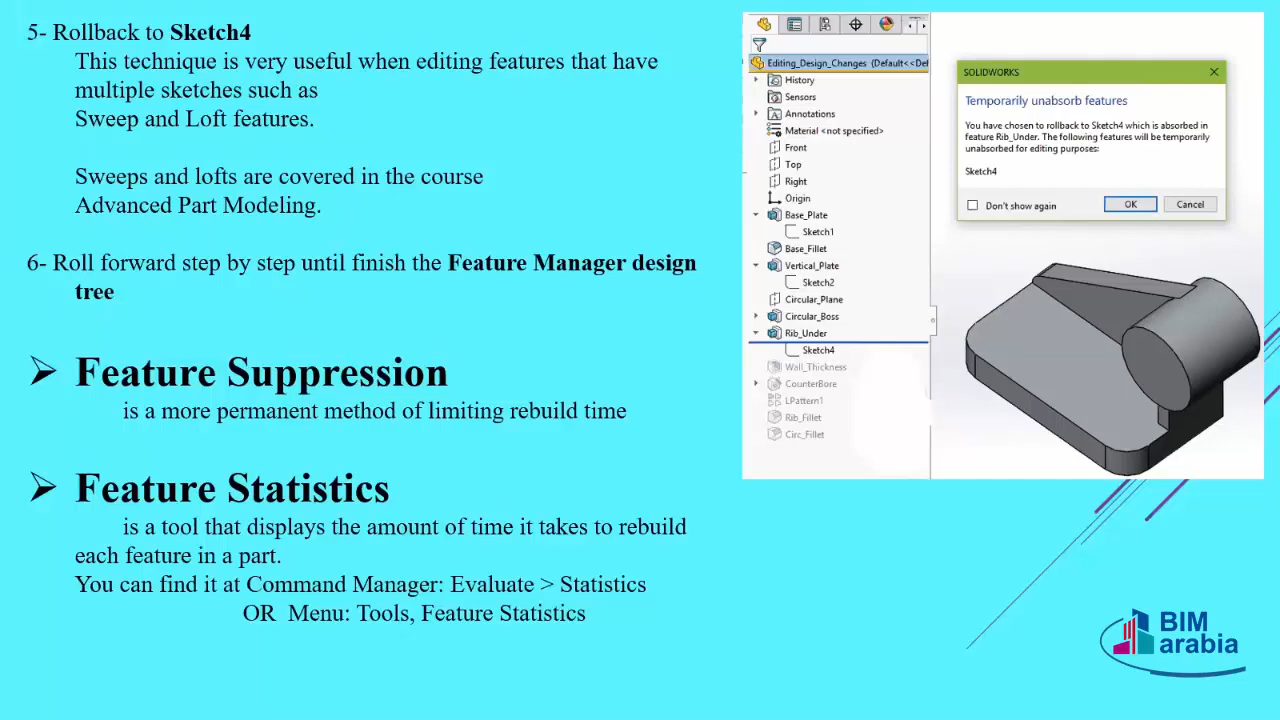 5- Rollback to Sketch4
This technique is very useful when editing features that have
multiple sketches such as
Sweep and Loft features.
Sweeps and lofts are covered in the course
Advanced Part Modeling.
6- Roll forward step by step until finish the Feature Manager design
tree
Feature Suppression
is a more permanent method of limiting rebuild time
Feature Statistics
is a tool that displays the amount of time it takes to rebuild
each feature in a part.
You can find it at Command Manager: Evaluate > Statistics
OR Menu: Tools, Feature Statistics
Editing_Design_Changes (Default<<Def
History
Sensors
Annotations
Material <not specified>
Front
Top
Right
Origin
Base_Plate
Sketch1
Base_Fillet
Vertical_Plate
Sketch2
Circular_Plane
Circular_Boss
Rib_Under
Sketch4
Wall_Thickness
CounterBore
LPattern1
Rib_Fillet
Circ_Fillet
SOLIDWORKS
Temporarily unabsorb features
You have chosen to rollback to Sketch4 which is absorbed in
feature Rib_Under. The following features will be temporarily
unabsorbed for editing purposes:
Sketch4
Don't show again
OK
Cancel
BIM
arabia